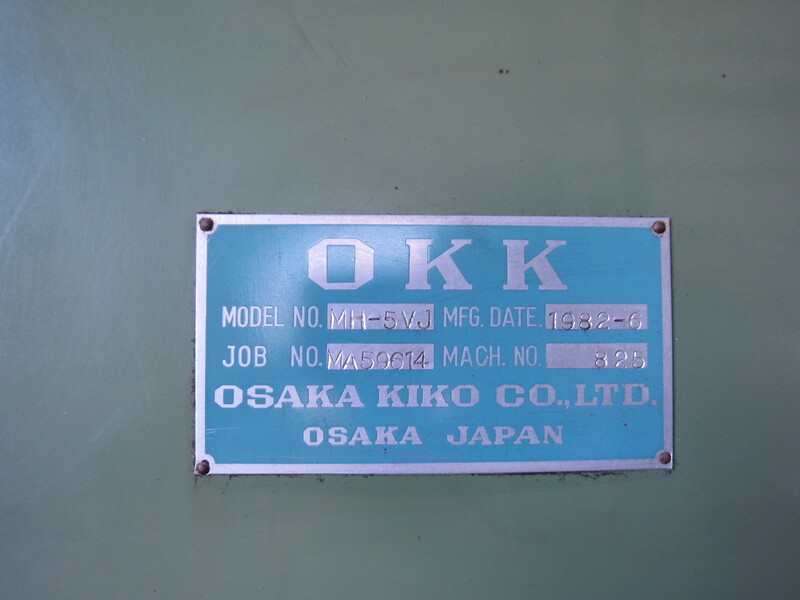 OKK
MODEL NO. MH-5VJ MFG. DATE. 1982-6
JOB NO. MA59614 MACH. NO. 825
OSAKA KIKO CO., LTD.
OSAKA JAPAN